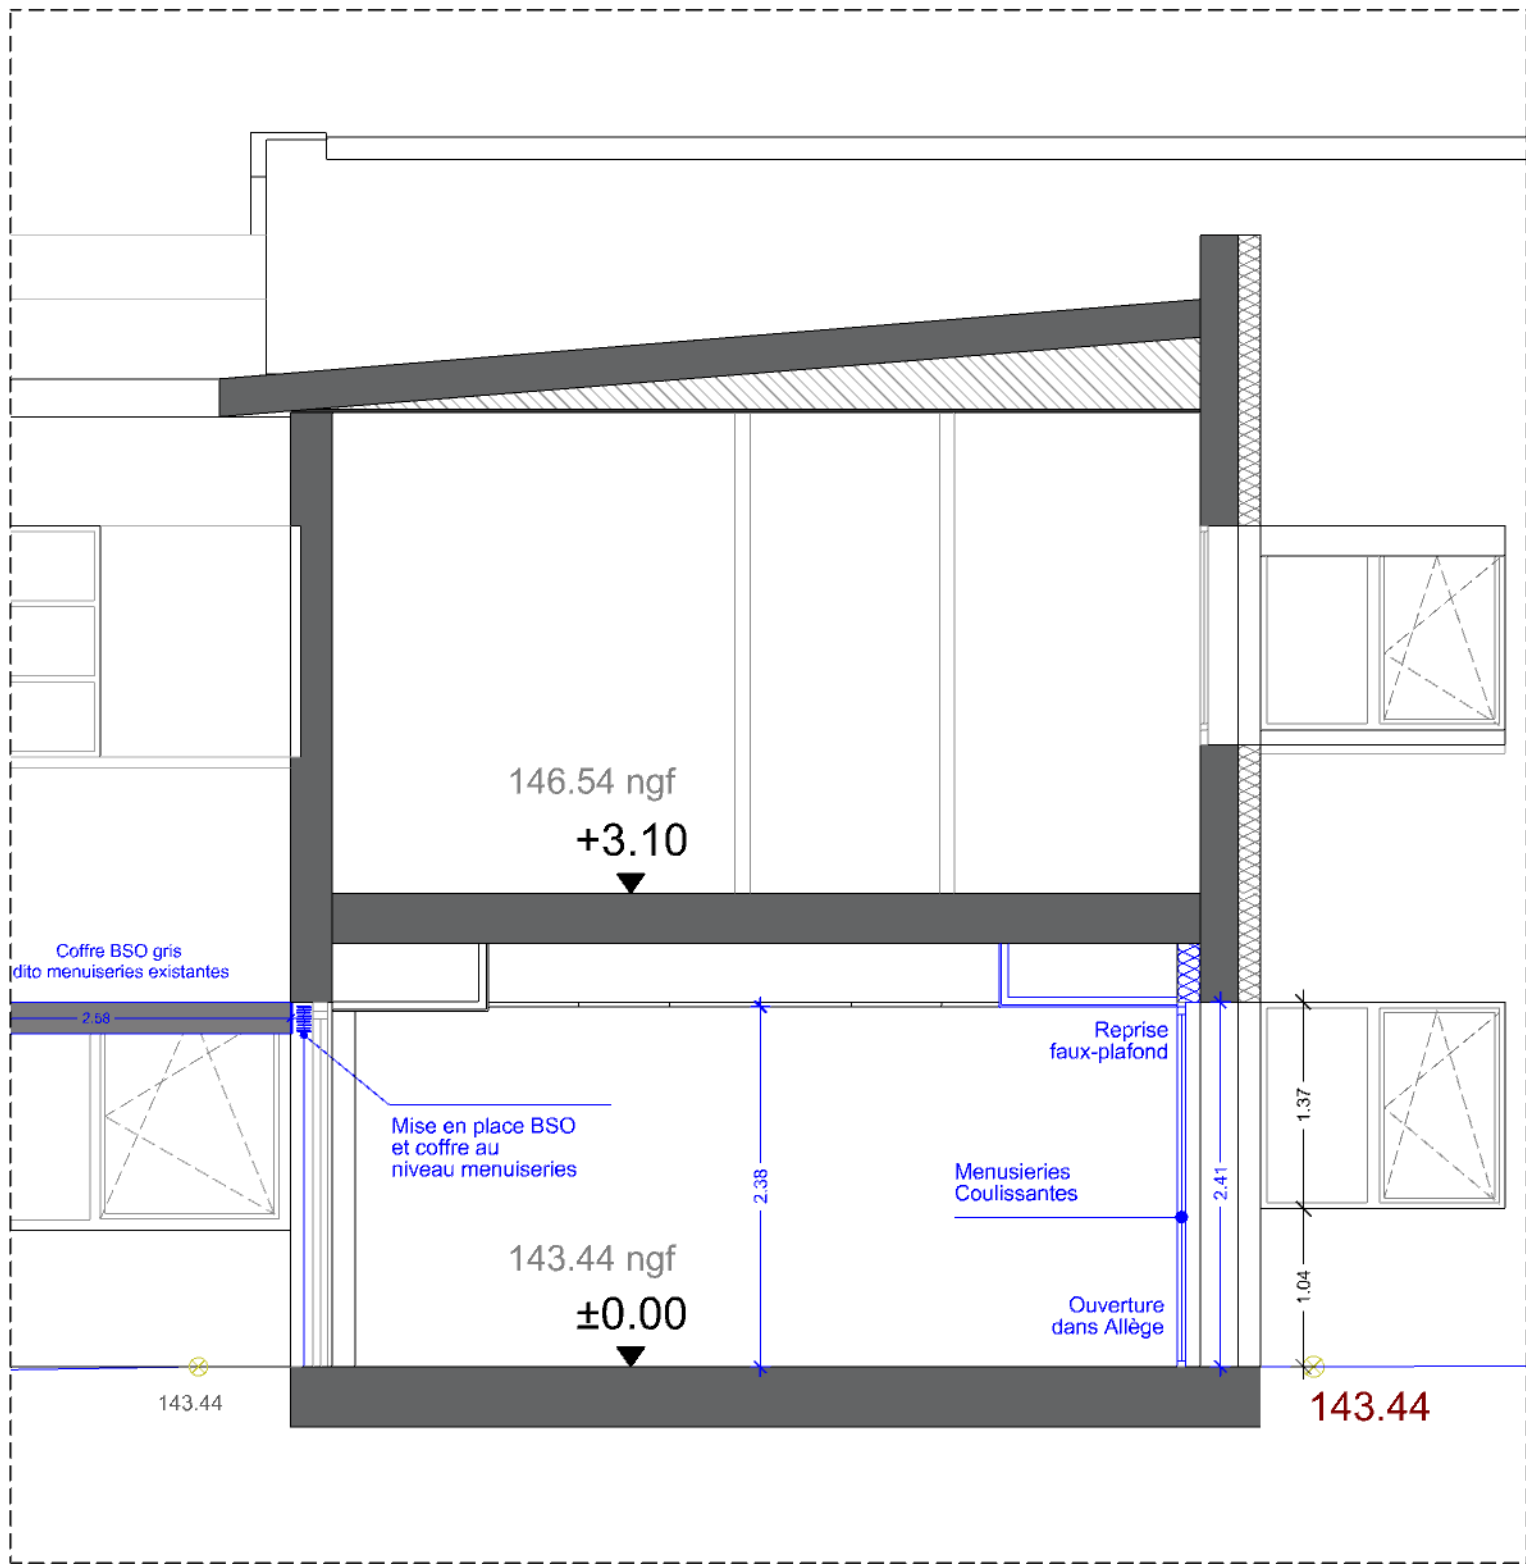 146.54 ngf
+3.10
Coffre BSO gris
dito menuiseries existantes
2.58
Reprise
faux-plafond
Mise en place BSO
et coffre au
niveau menuiseries
2.38
Menusieries
Coulissantes
2.41
1.37
143.44 ngf
±0.00
Ouverture
dans Allège
1.04
143.44
143.44